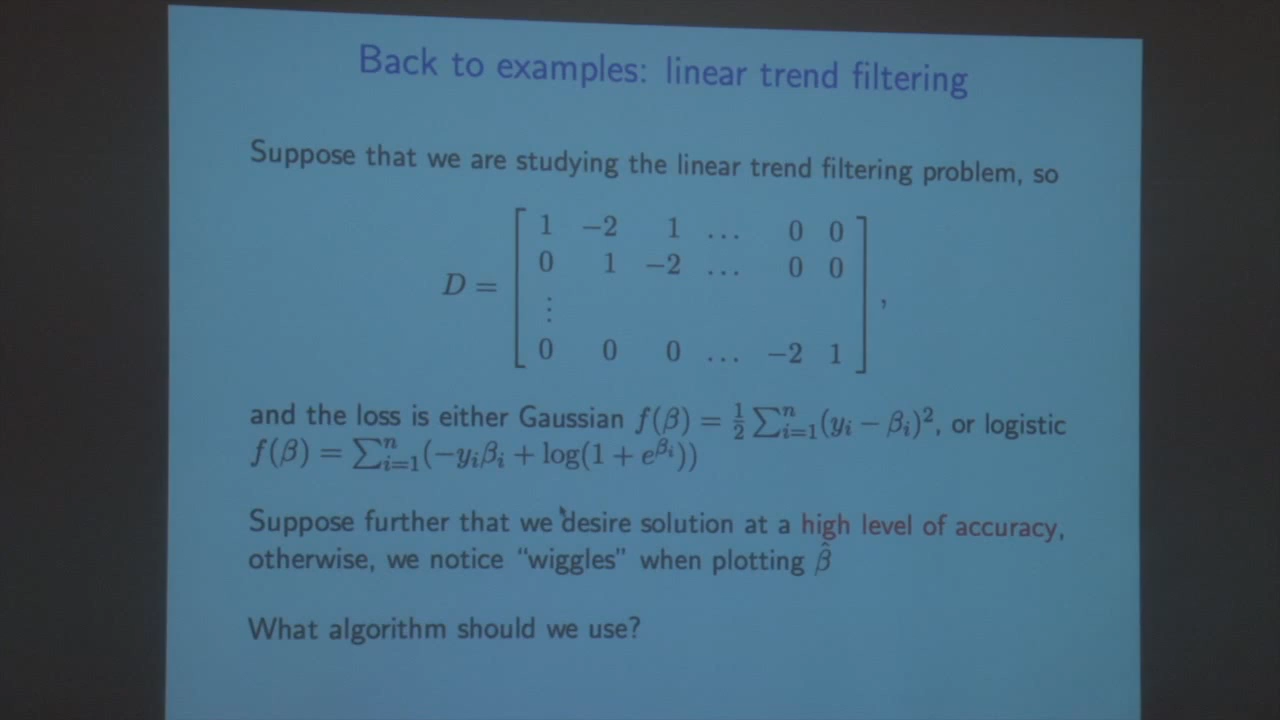 Back to examples: linear trend filtering
Suppose that we are studying the linear trend filtering problem, so
D = [ 1 −2 1 … 0 0
0 1 −2 … 0 0
⋮
0 0 0 … −2 1 ],
and the loss is either Gaussian f(β) = ½ ∑ⁿᵢ₌₁(yᵢ − βᵢ)², or logistic
f(β) = ∑ⁿᵢ₌₁(−yᵢβᵢ + log(1 + e^{βᵢ}))
Suppose further that we desire solution at a high level of accuracy,
otherwise, we notice “wiggles” when plotting β̂
What algorithm should we use?